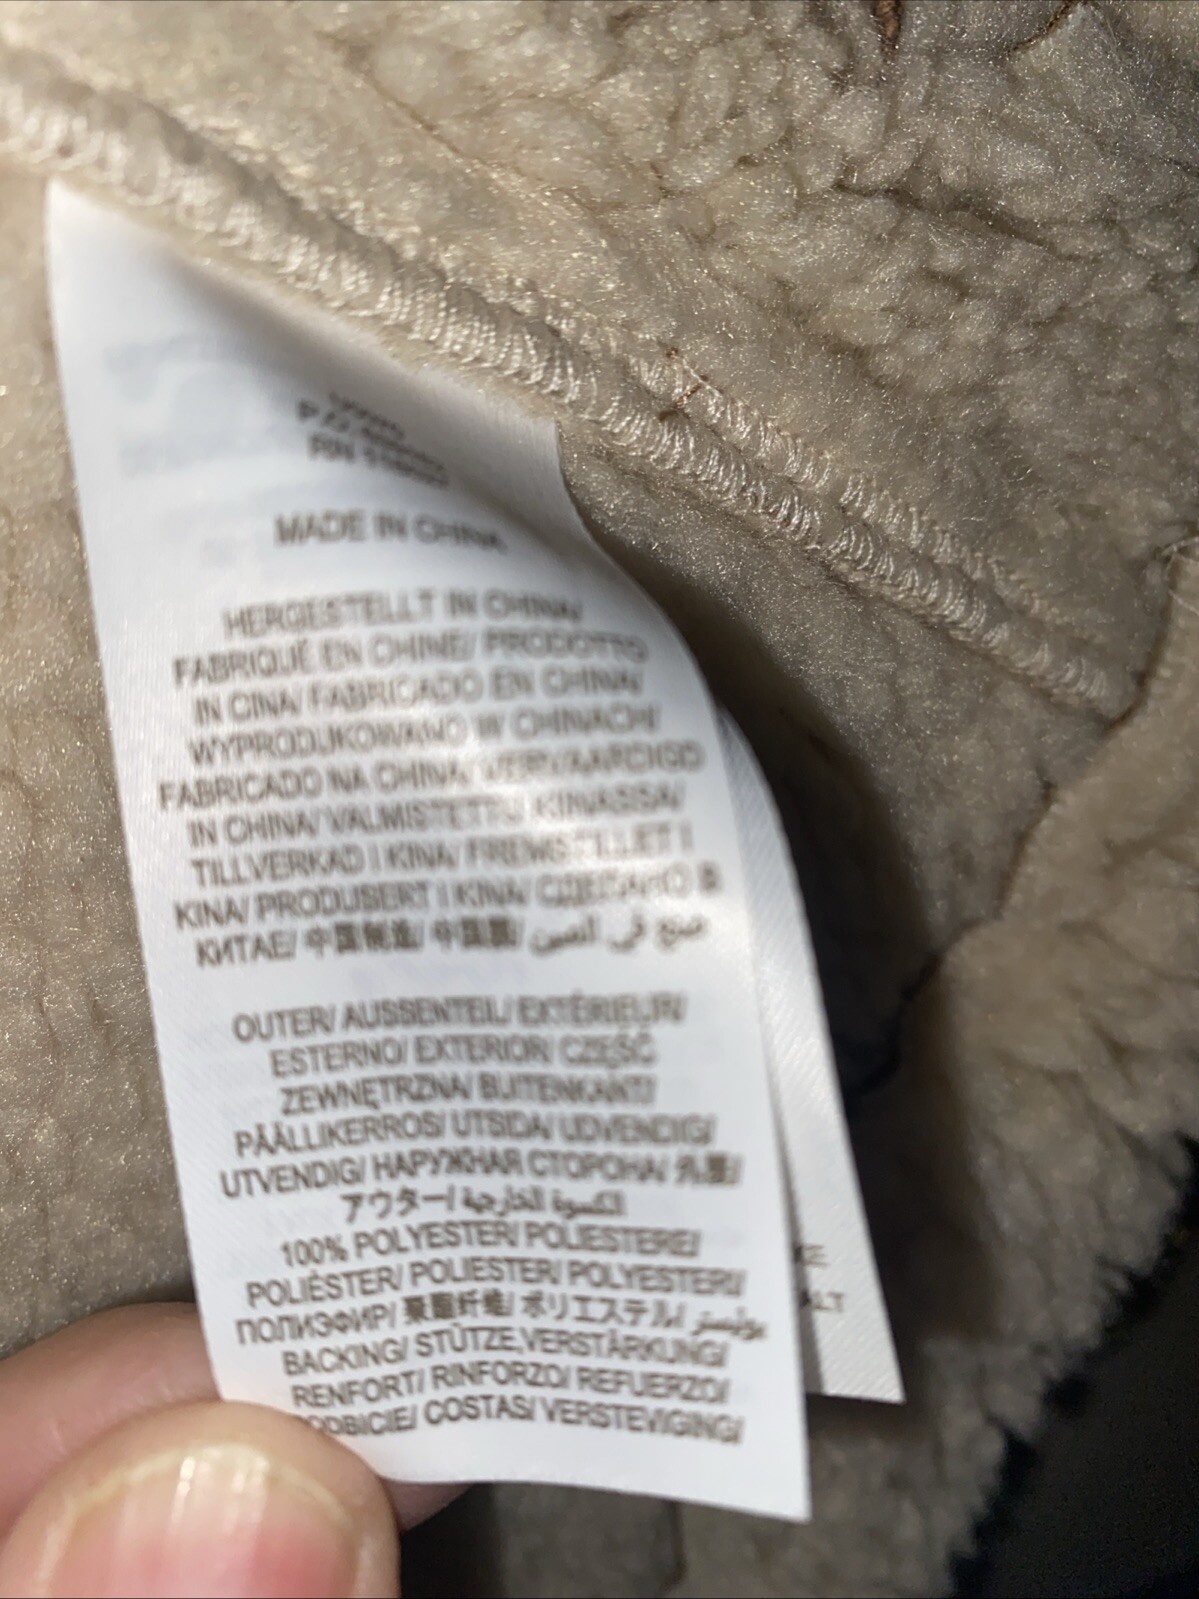 MADE IN CHINA
HERGESTELLT IN CHINA/
FABRIQUÉ EN CHINE/ PRODOTTO
IN CINA/ FABRICADO EN CHINA/
WYPRODUKOWANO W CHINACH/
FABRICADO NA CHINA/ VERVAARDIGD
IN CHINA/ VALMISTETTU KIINASSA/
TILLVERKAD I KINA/ FREMSTILLET I
KINA/ PRODUSERT I KINA/ СДЕЛАНО В
КИТАЕ/ 中国制造/ 中国製/ صنع في الصين
OUTER/ AUSSENTEIL/ EXTÉRIEUR/
ESTERNO/ EXTERIOR/ CZĘŚĆ
ZEWNĘTRZNA/ BUITENKANT/
PÄÄLLIKERROS/ UTSIDA/ UDVENDIG/
UTVENDIG/ НАРУЖНАЯ СТОРОНА/ 外层/
アウター/ الكسوة الخارجية
100% POLYESTER/ POLIESTERE/
POLIÉSTER/ POLIESTER/ POLYESTERI/
ПОЛИЭФИР/ 聚酯纤维/ ポリエステル/ بوليستر
BACKING/ STÜTZE,VERSTÄRKUNG/
RENFORT/ RINFORZO/ REFUERZO/
PODBICIE/ COSTAS/ VERSTEVIGING/